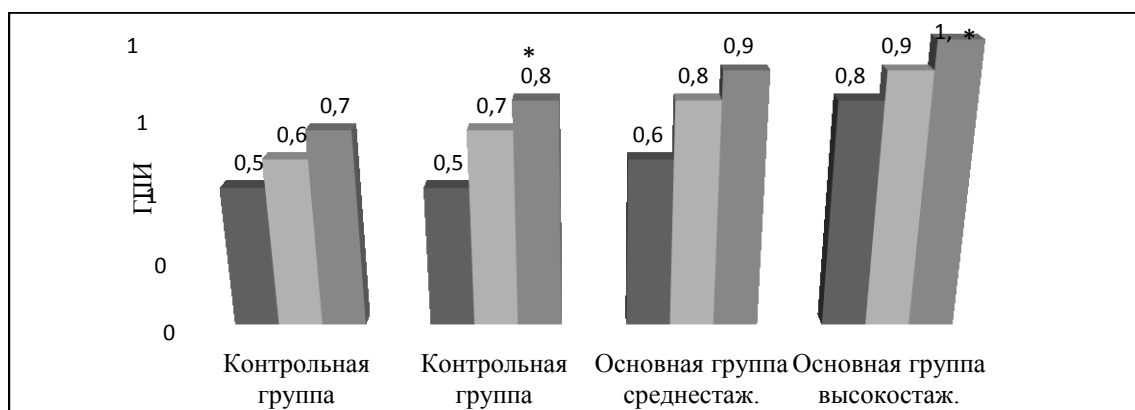 1
1
1
0
0
ГПИ
0,5
0,6
0,7
0,5
0,7
*
0,8
0,6
0,8
0,9
0,8
0,9
1, *
Контрольная
группа
Контрольная
группа
Основная группа
среднестаж.
Основная группа
высокостаж.